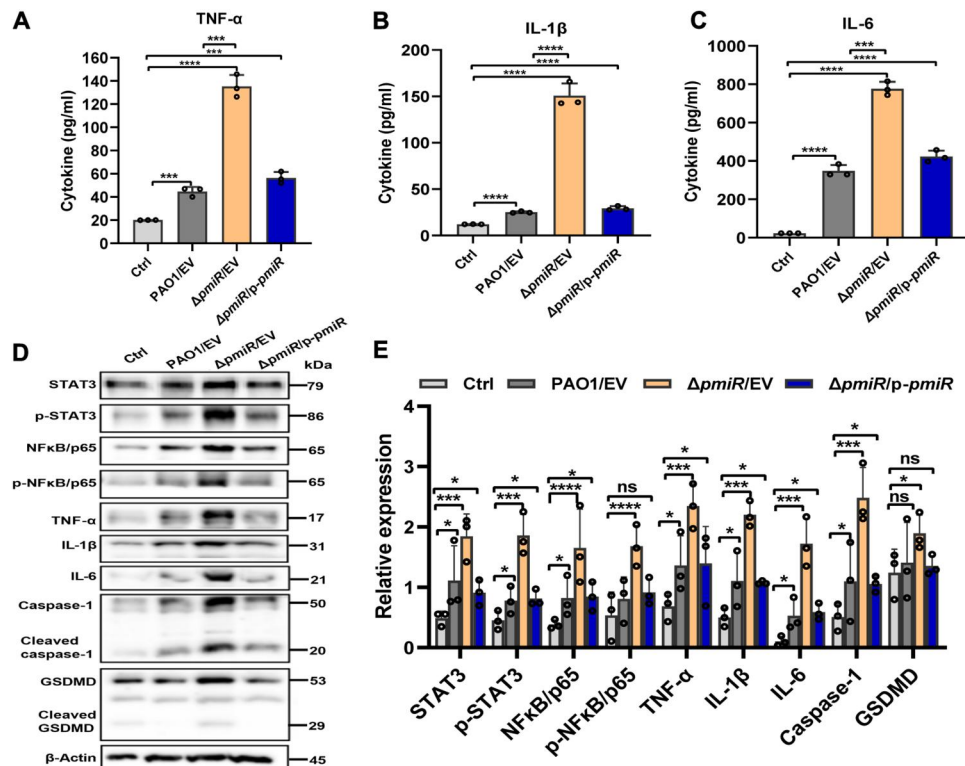 A
TNF-α
***
***
****
***
Cytokine (pg/ml)
160
140
120
100
80
60
40
20
0
Ctrl
PAO1/EV
ΔpmiR/EV
ΔpmiR/p-pmiR
B
IL-1β
****
****
****
****
Cytokine (pg/ml)
200
150
100
50
0
Ctrl
PAO1/EV
ΔpmiR/EV
ΔpmiR/p-pmiR
C
IL-6
***
****
****
****
Cytokine (pg/ml)
1000
800
600
400
200
0
Ctrl
PAO1/EV
ΔpmiR/EV
ΔpmiR/p-pmiR
D
Ctrl
PAO1/EV
ΔpmiR/EV
ΔpmiR/p-pmiR
kDa
STAT3
79
p-STAT3
86
NFκB/p65
65
p-NFκB/p65
65
TNF-α
17
IL-1β
31
IL-6
21
Caspase-1
50
Cleaved
caspase-1
20
GSDMD
53
Cleaved
GSDMD
29
β-Actin
45
E
Ctrl
PAO1/EV
ΔpmiR/EV
ΔpmiR/p-pmiR
Relative expression
4
3
2
1
0
*
***
*
*
***
*
*
****
*
ns
****
*
***
*
*
***
*
*
***
*
*
***
*
ns
*
ns
STAT3
p-STAT3
NFκB/p65
p-NFκB/p65
TNF-α
IL-1β
IL-6
Caspase-1
GSDMD